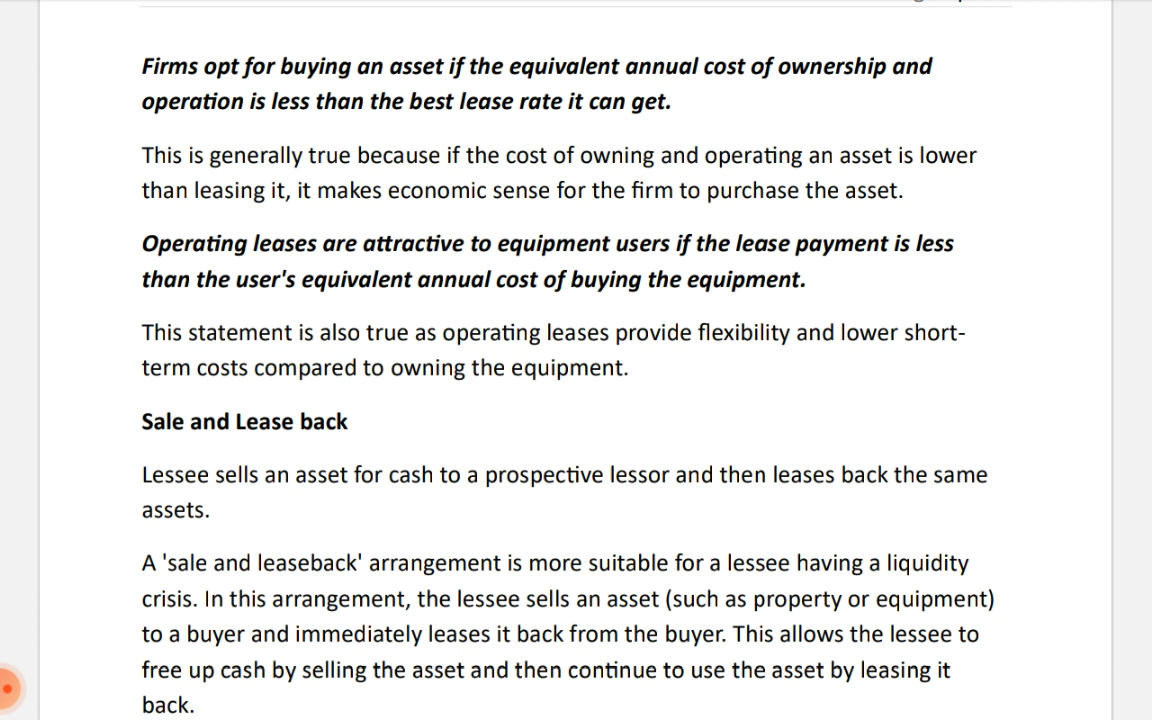 Firms opt for buying an asset if the equivalent annual cost of ownership and
operation is less than the best lease rate it can get.
This is generally true because if the cost of owning and operating an asset is lower
than leasing it, it makes economic sense for the firm to purchase the asset.
Operating leases are attractive to equipment users if the lease payment is less
than the user's equivalent annual cost of buying the equipment.
This statement is also true as operating leases provide flexibility and lower short-
term costs compared to owning the equipment.
Sale and Lease back
Lessee sells an asset for cash to a prospective lessor and then leases back the same
assets.
A 'sale and leaseback' arrangement is more suitable for a lessee having a liquidity
crisis. In this arrangement, the lessee sells an asset (such as property or equipment)
to a buyer and immediately leases it back from the buyer. This allows the lessee to
free up cash by selling the asset and then continue to use the asset by leasing it
back.